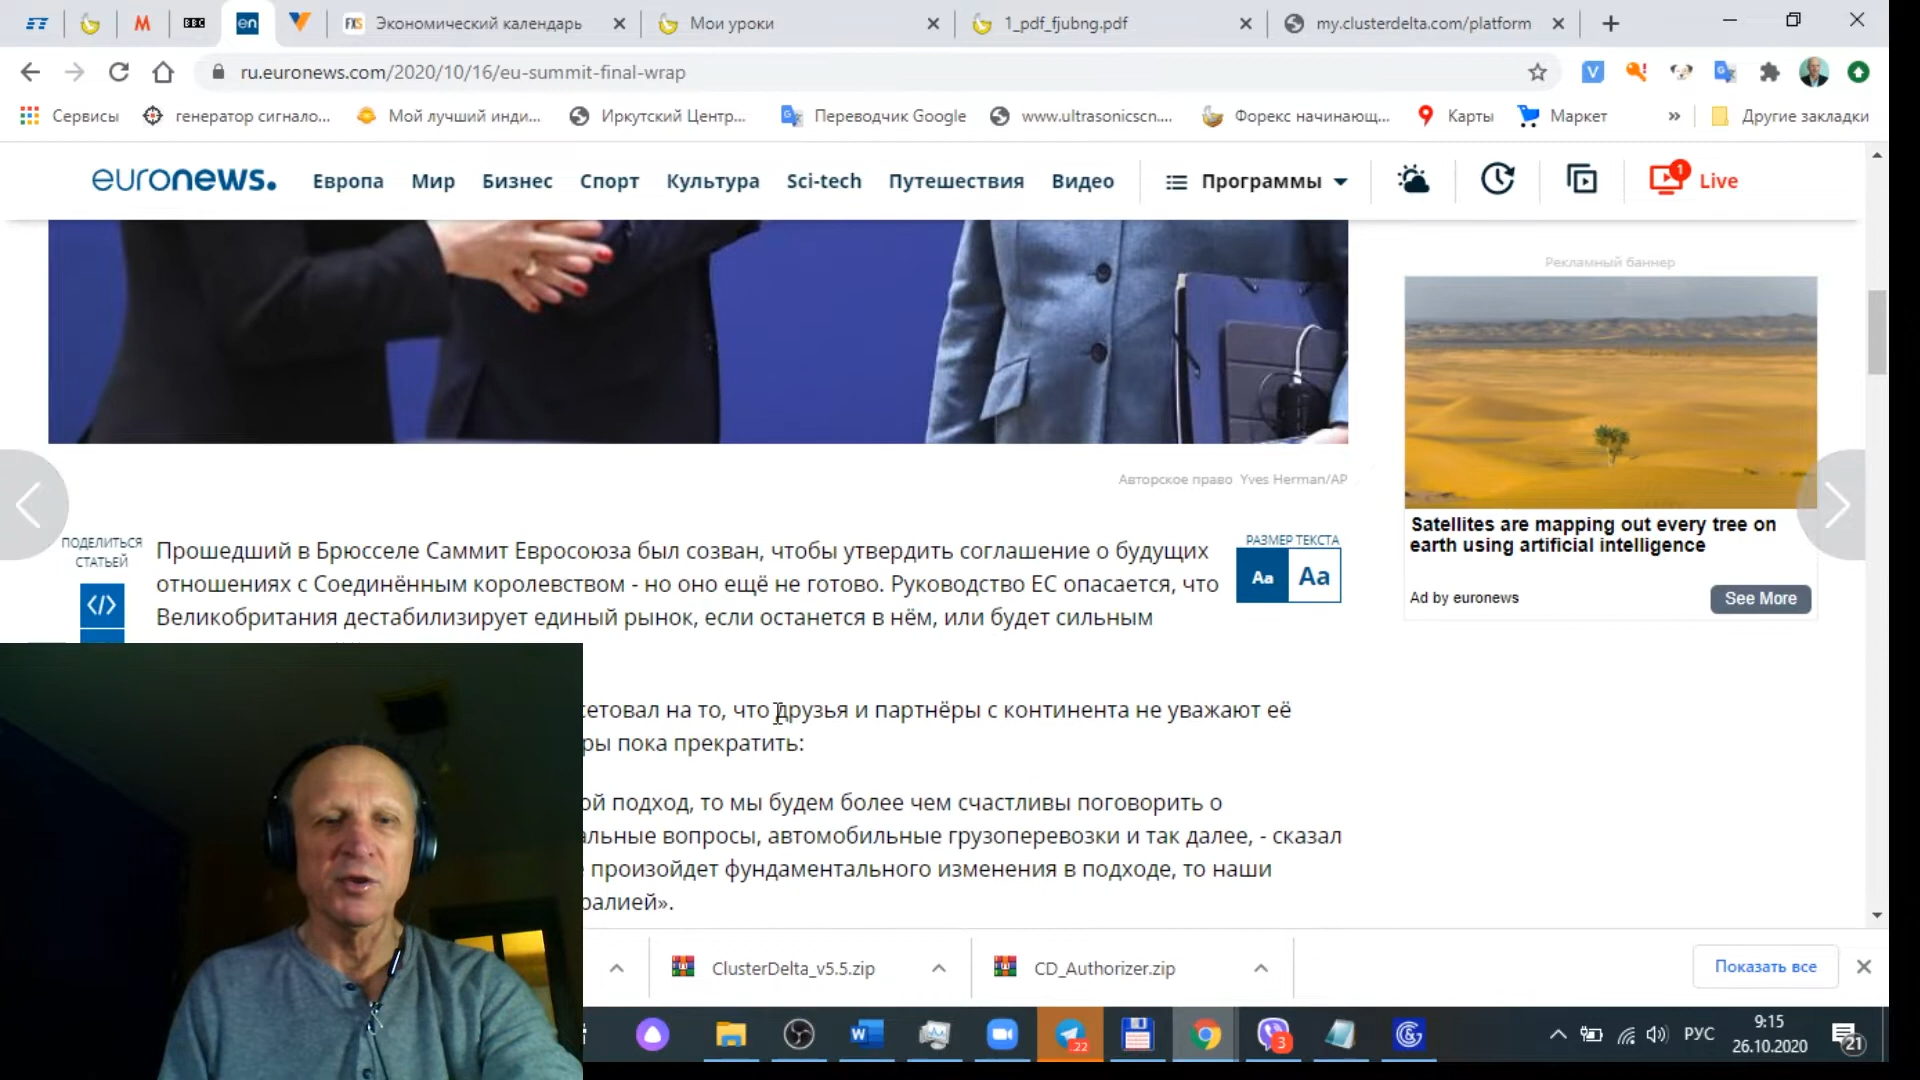 Экономический календарь
Мои уроки
1_pdf_fjubng.pdf
my.clusterdelta.com/platform
ru.euronews.com/2020/10/16/eu-summit-final-wrap
Сервисы
генератор сигнало...
Мой лучший инди...
Иркутский Центр...
Переводчик Google
www.ultrasonicscn....
Форекс начинающ...
Карты
Маркет
»
Другие закладки
euronews.
Европа
Мир
Бизнес
Спорт
Культура
Sci-tech
Путешествия
Видео
Программы
1
Live
Рекламный баннер
Авторское право Yves Herman/AP
ПОДЕЛИТЬСЯ
СТАТЬЕЙ
Прошедший в Брюсселе Саммит Евросоюза был созван, чтобы утвердить соглашение о будущих
отношениях с Соединённым королевством - но оно ещё не готово. Руководство ЕС опасается, что
Великобритания дестабилизирует единый рынок, если останется в нём, или будет сильным
РАЗМЕР ТЕКСТА
Aa Aa
Satellites are mapping out every tree on
earth using artificial intelligence
Ad by euronews
See More
сетовал на то, что друзья и партнёры с континента не уважают её
ры пока прекратить:
ой подход, то мы будем более чем счастливы поговорить о
альные вопросы, автомобильные грузоперевозки и так далее, - сказал
произойдет фундаментального изменения в подходе, то наши
ралией».
ClusterDelta_v5.5.zip
CD_Authorizer.zip
Показать все
22
3
РУС
9:15
26.10.2020
21